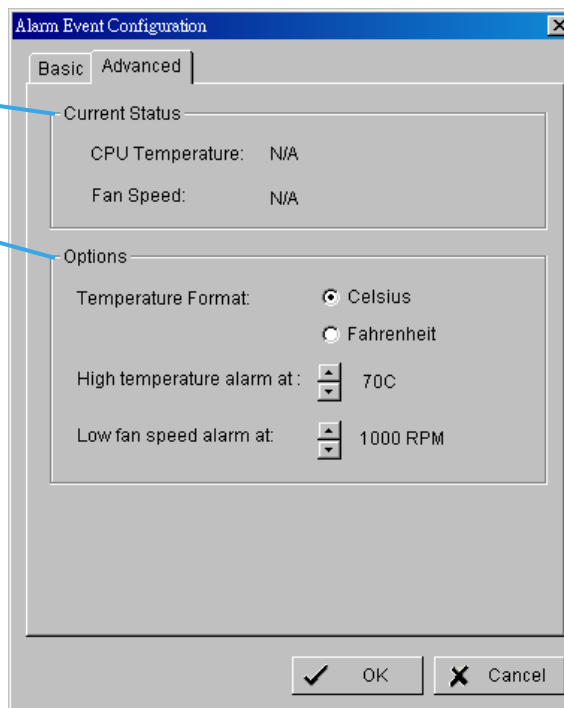 Alarm Event Configuration
Basic Advanced
Current Status
CPU Temperature: N/A
Fan Speed: N/A
Options
Temperature Format: Celsius
Fahrenheit
High temperature alarm at : 70C
Low fan speed alarm at: 1000 RPM
OK Cancel